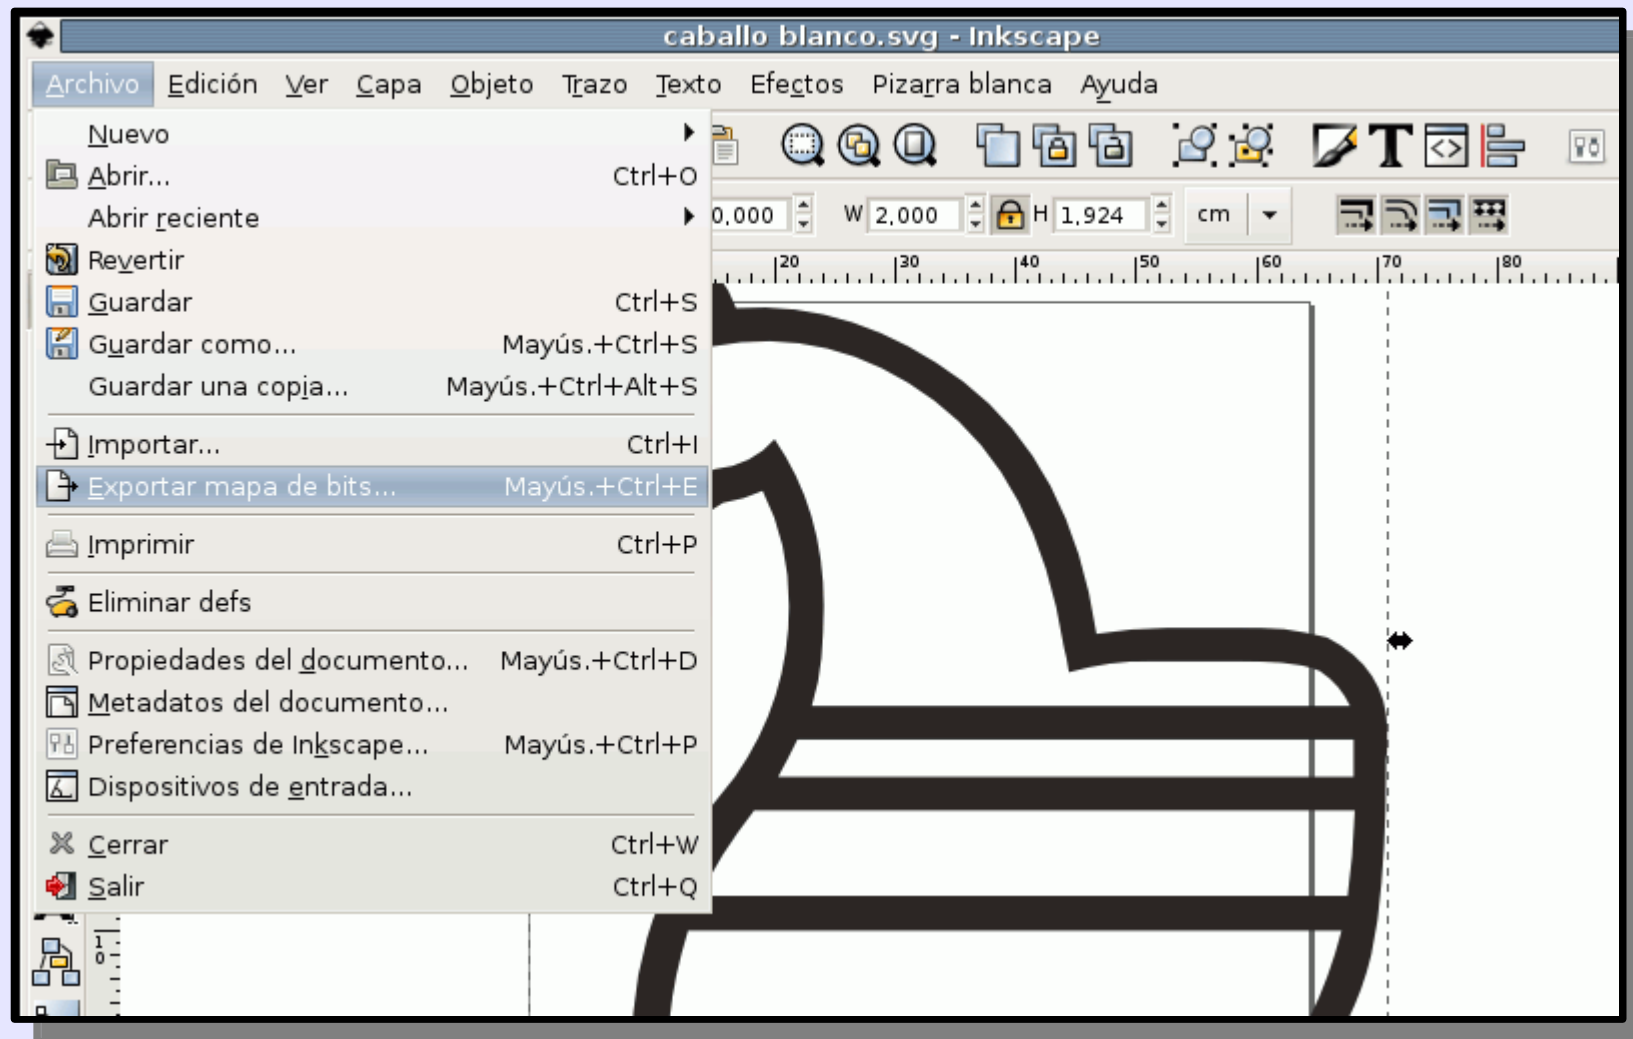 caballo blanco.svg - Inkscape
Archivo Edición Ver Capa Objeto Trazo Texto Efectos Pizarra blanca Ayuda
Nuevo
Abrir... Ctrl+O
Abrir reciente
Revertir
Guardar Ctrl+S
Guardar como... Mayús.+Ctrl+S
Guardar una copia... Mayús.+Ctrl+Alt+S
Importar... Ctrl+I
Exportar mapa de bits... Mayús.+Ctrl+E
Imprimir Ctrl+P
Eliminar defs
Propiedades del documento... Mayús.+Ctrl+D
Metadatos del documento...
Preferencias de Inkscape... Mayús.+Ctrl+P
Dispositivos de entrada...
Cerrar Ctrl+W
Salir Ctrl+Q
0,000 W 2,000 H 1,924 cm
20 30 40 50 60 70 80
10